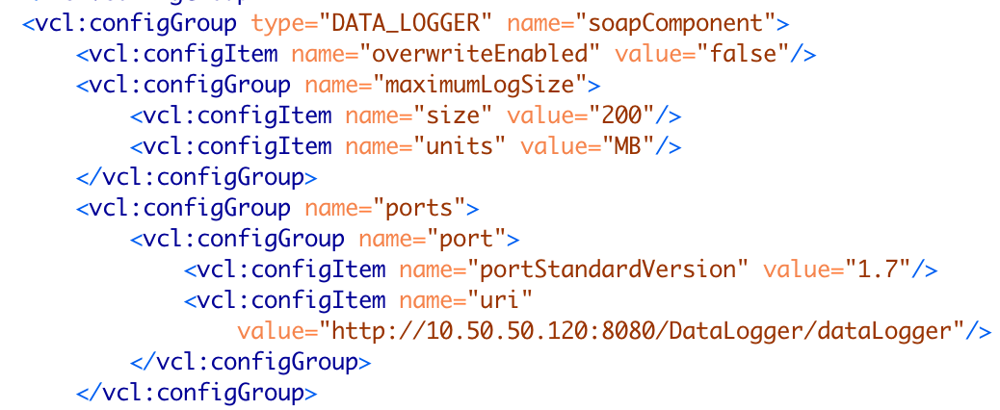 <vcl:configGroup type="DATA_LOGGER" name="soapComponent">
<vcl:configItem name="overwriteEnabled" value="false"/>
<vcl:configGroup name="maximumLogSize">
<vcl:configItem name="size" value="200"/>
<vcl:configItem name="units" value="MB"/>
</vcl:configGroup>
<vcl:configGroup name="ports">
<vcl:configGroup name="port">
<vcl:configItem name="portStandardVersion" value="1.7"/>
<vcl:configItem name="uri"
value="http://10.50.50.120:8080/DataLogger/dataLogger"/>
</vcl:configGroup>
</vcl:configGroup>